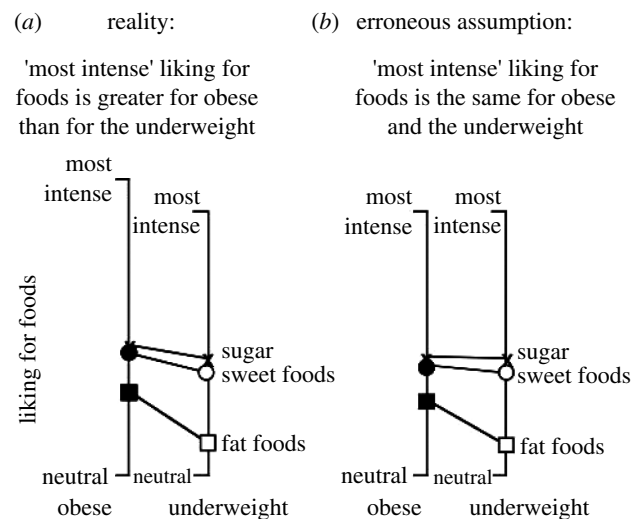 (a) reality:
'most intense' liking for
foods is greater for obese
than for the underweight
(b) erroneous assumption:
'most intense' liking for
foods is the same for obese
and the underweight
liking for foods
most
intense
most
intense
sugar
sweet foods
fat foods
neutral
neutral
obese
underweight
most
intense
most
intense
sugar
sweet foods
fat foods
neutral
neutral
obese
underweight